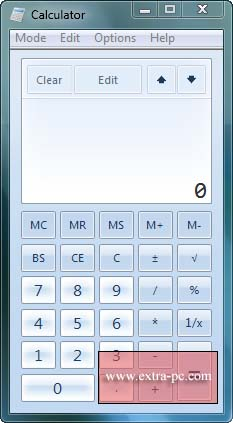 Calculator
Mode Edit Options Help
Clear Edit
0
MC MR MS M+ M-
BS CE C ± √
7 8 9 / %
4 5 6 * 1/x
1 2 3 -
www.extra-pc.com
0 . +